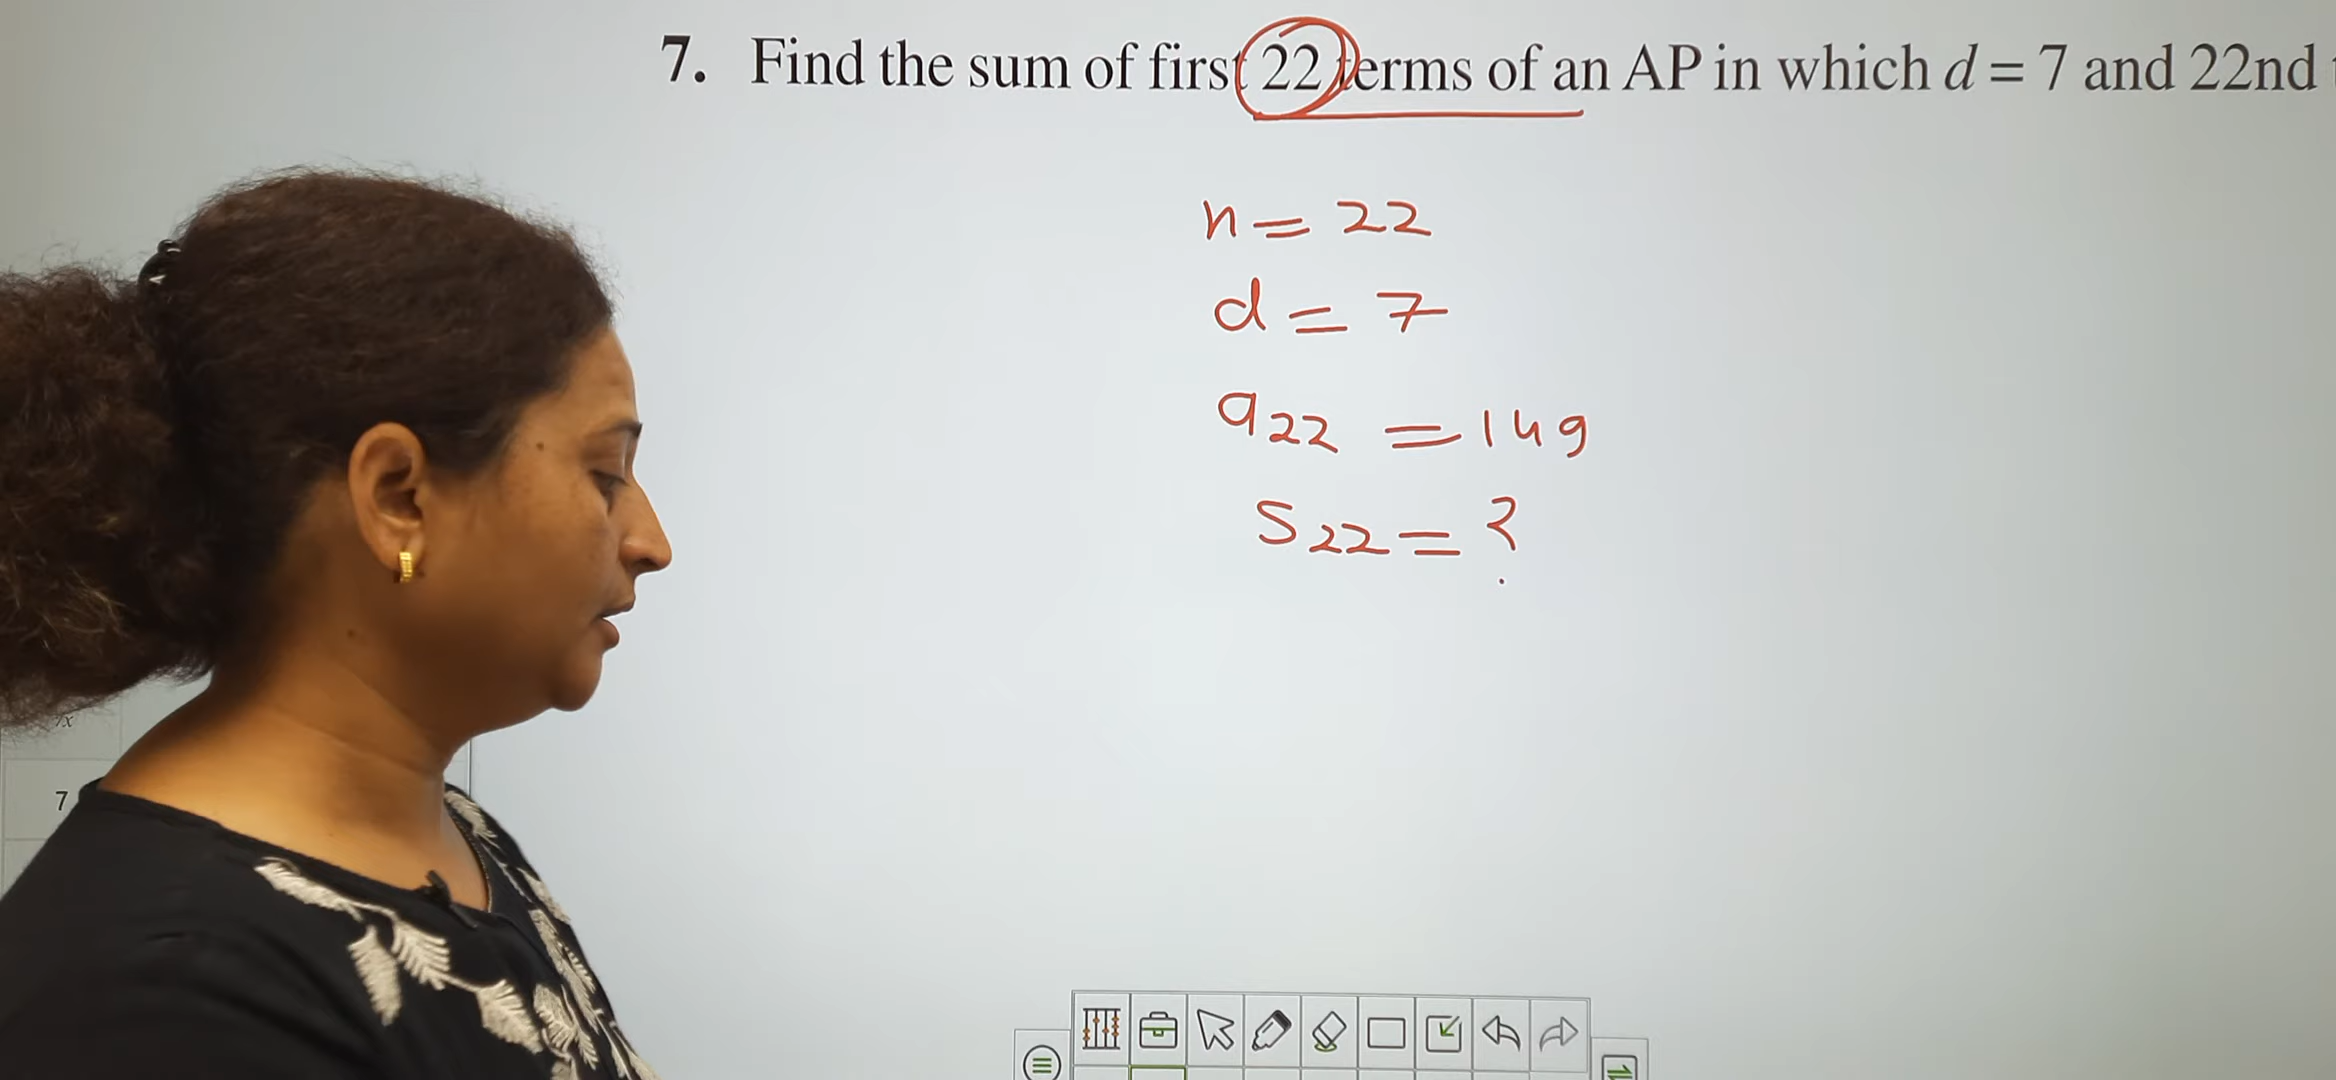 7. Find the sum of first 22 terms of an AP in which d = 7 and 22nd
n = 22
d = 7
a22 = 149
S22 = ?
7